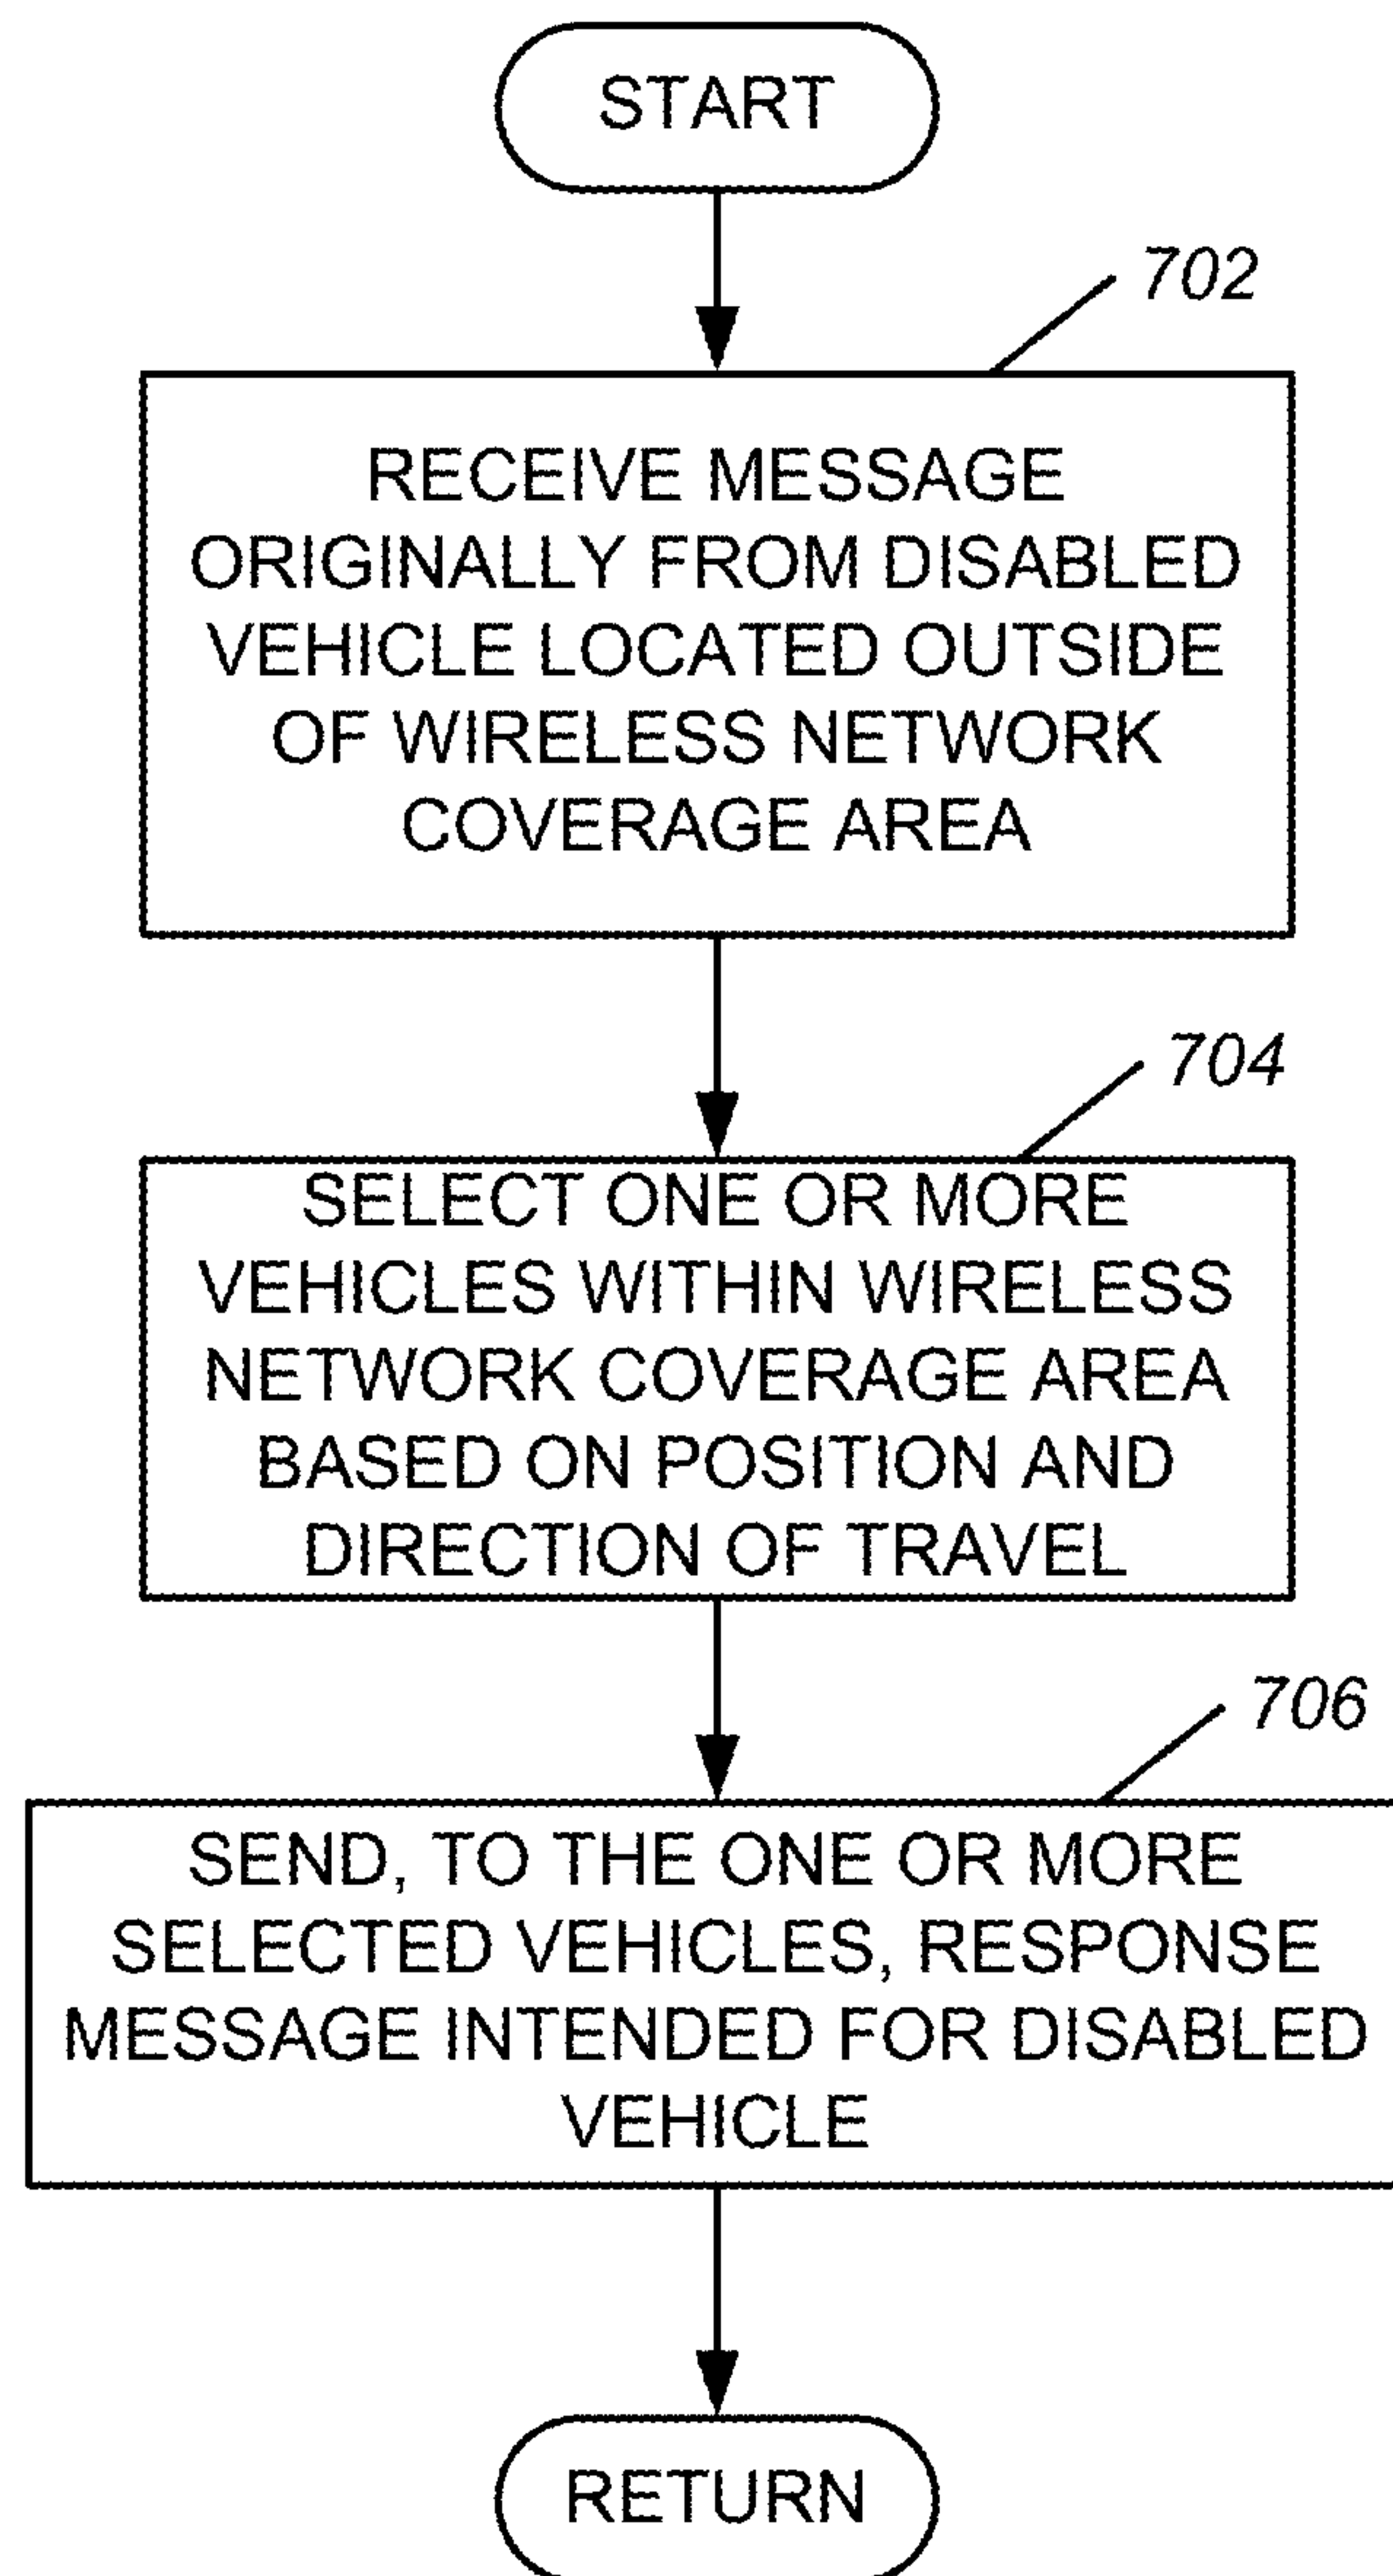 START
702
RECEIVE MESSAGE
ORIGINALLY FROM DISABLED
VEHICLE LOCATED OUTSIDE
OF WIRELESS NETWORK
COVERAGE AREA
704
SELECT ONE OR MORE
VEHICLES WITHIN WIRELESS
NETWORK COVERAGE AREA
BASED ON POSITION AND
DIRECTION OF TRAVEL
706
SEND, TO THE ONE OR MORE
SELECTED VEHICLES, RESPONSE
MESSAGE INTENDED FOR DISABLED
VEHICLE
RETURN